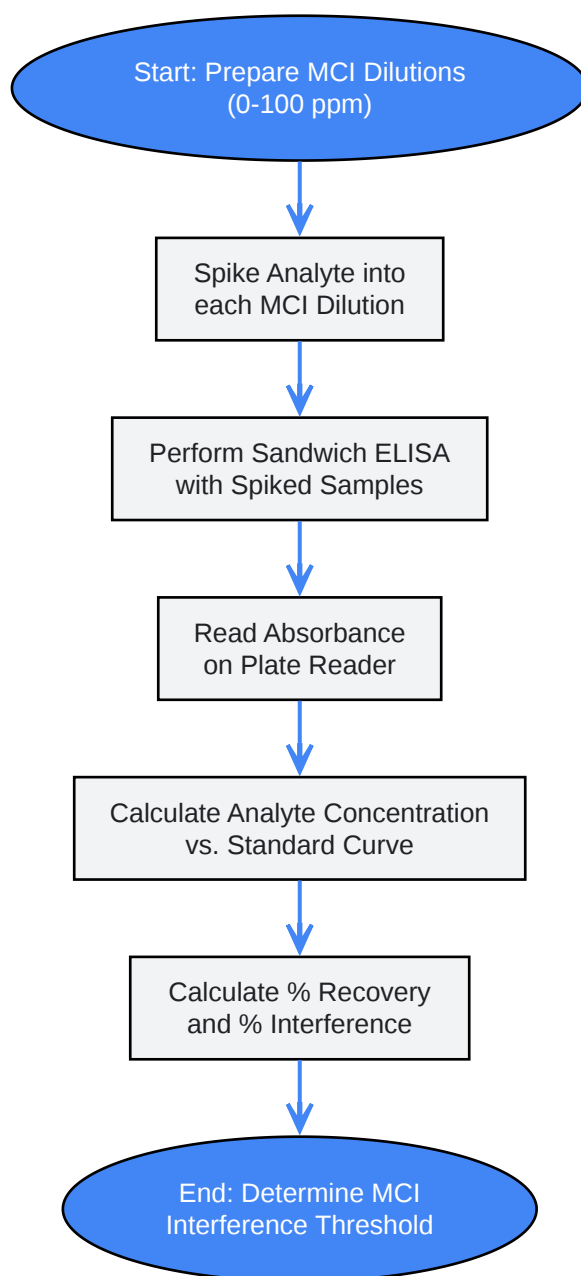 Start: Prepare MCI Dilutions
(0-100 ppm)
Spike Analyte into
each MCI Dilution
Perform Sandwich ELISA
with Spiked Samples
Read Absorbance
on Plate Reader
Calculate Analyte Concentration
vs. Standard Curve
Calculate % Recovery
and % Interference
End: Determine MCI
Interference Threshold